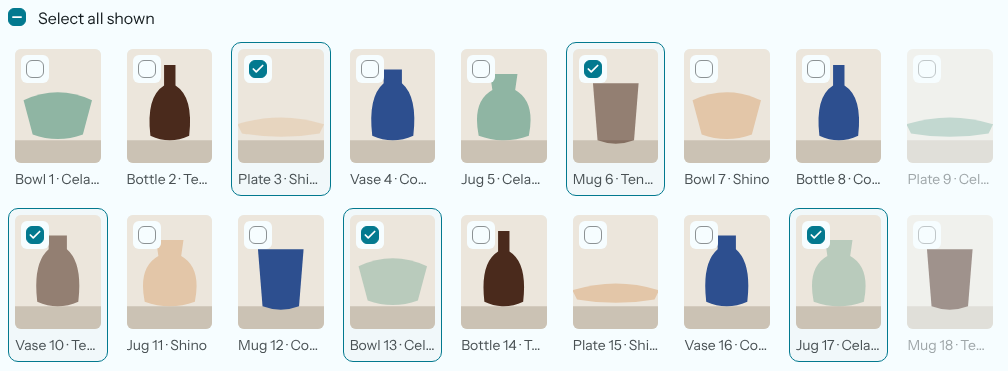 Select all shown
Bowl 1 · Cela...
Bottle 2 · Te...
Plate 3 · Shi...
Vase 4 · Co...
Jug 5 · Cela...
Mug 6 · Ten...
Bowl 7 · Shino
Bottle 8 · Co...
Plate 9 · Cel...
Vase 10 · Te...
Jug 11 · Shino
Mug 12 · Co...
Bowl 13 · Cel...
Bottle 14 · T...
Plate 15 · Shi...
Vase 16 · Co...
Jug 17 · Cela...
Mug 18 · Te...